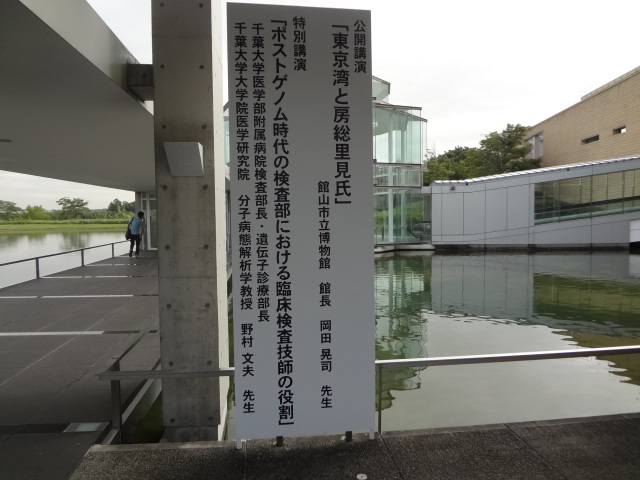 公開講演
「東京湾と房総里見氏」
館山市立博物館 館長 岡田 晃司 先生
特別講演
「ポストゲノム時代の検査部における臨床検査技師の役割」
千葉大学医学部附属病院検査部長・遺伝子診療部長
千葉大学大学院医学研究院 分子病態解析学教授 野村 文夫 先生